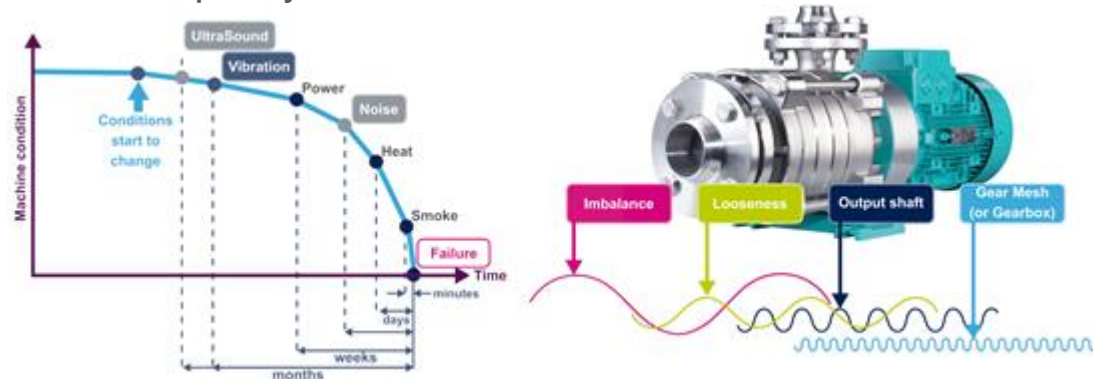 UltraSound
Vibration
Power
Noise
Heat
Smoke
Failure
Conditions
start to
change
Machine condition
Time
minutes
days
weeks
months
Imbalance
Looseness
Output shaft
Gear Mesh
(or Gearbox)